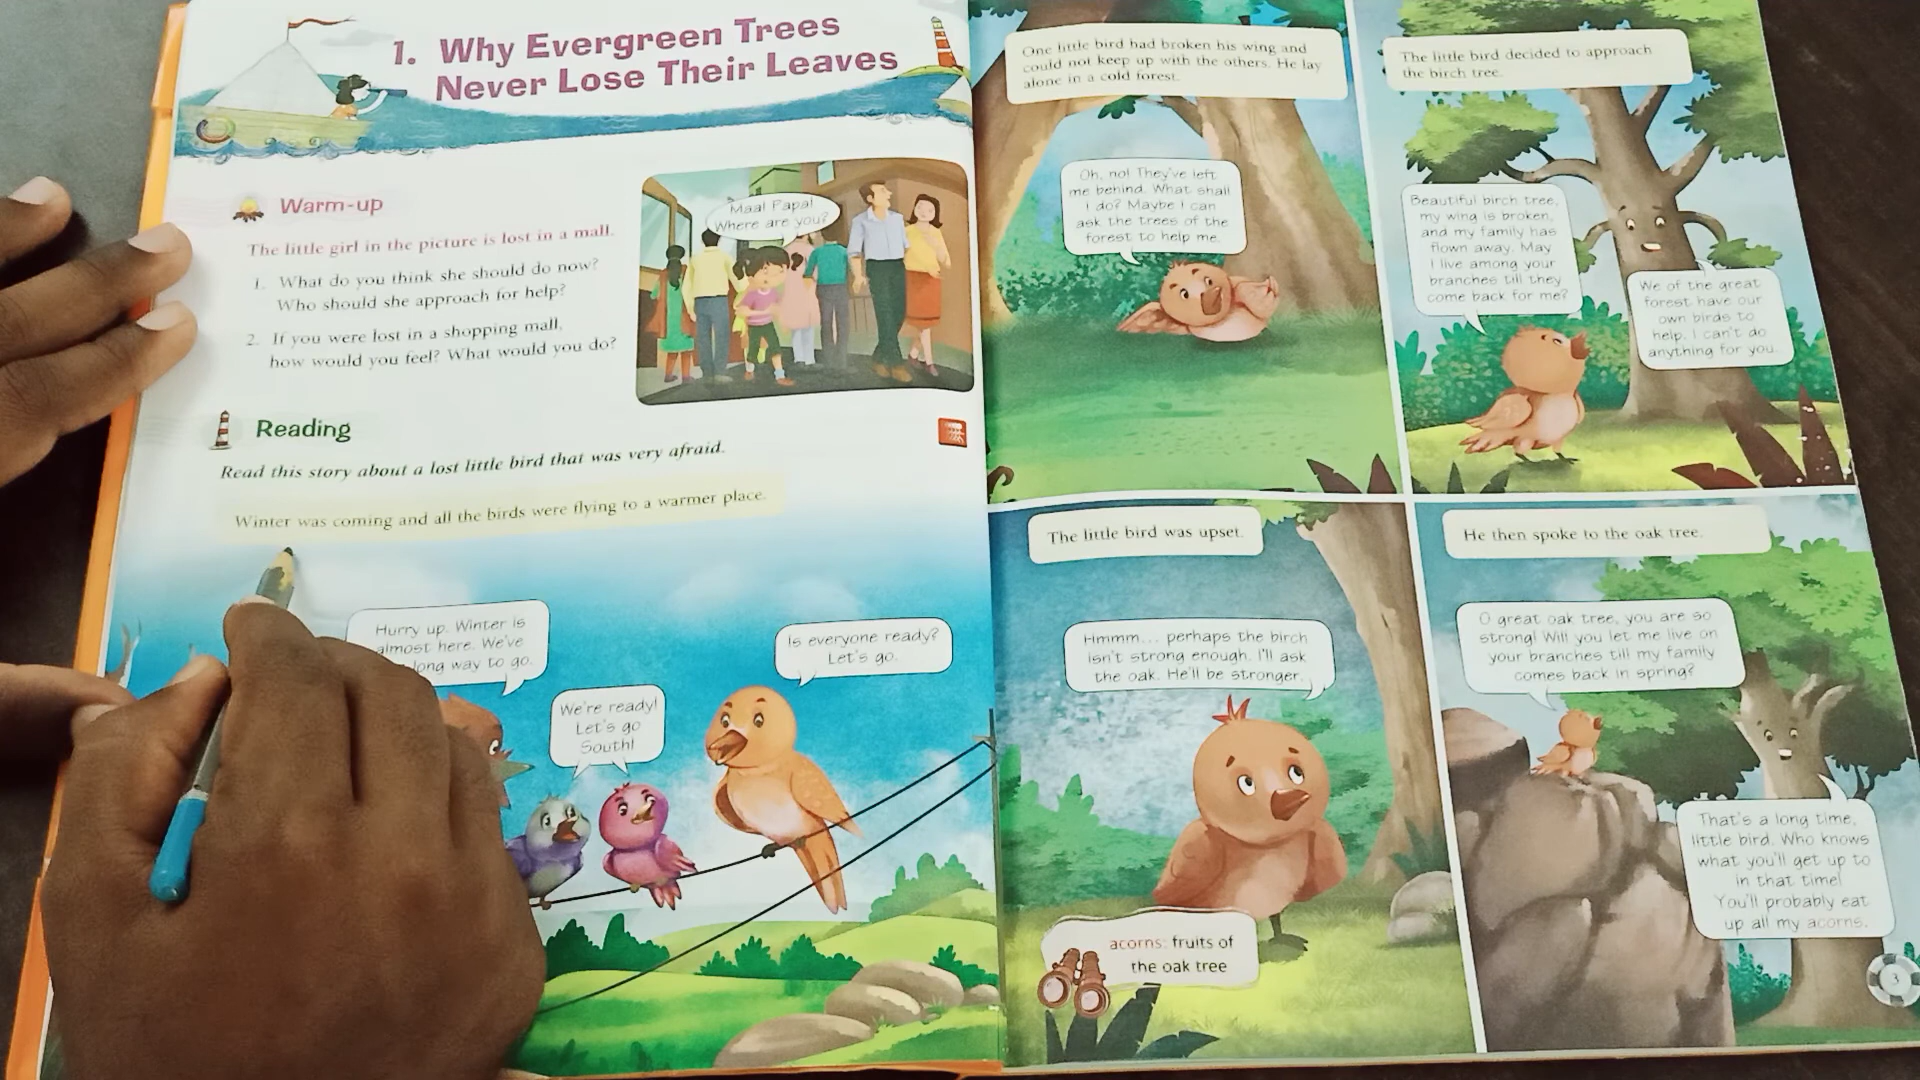 1. Why Evergreen Trees
Never Lose Their Leaves
Warm-up
The little girl in the picture is lost in a mall.
1. What do you think she should do now?
Who should she approach for help?
2. If you were lost in a shopping mall,
how would you feel? What would you do?
Maa! Papa!
Where are you?
Reading
Read this story about a lost little bird that was very afraid.
Winter was coming and all the birds were flying to a warmer place.
Hurry up. Winter is
almost here. We've
long way to go.
We're ready!
Let's go
South!
Is everyone ready?
Let's go.
One little bird had broken his wing and
could not keep up with the others. He lay
alone in a cold forest.
Oh, no! They've left
me behind. What shall
I do? Maybe I can
ask the trees of the
forest to help me.
The little bird decided to approach
the birch tree.
Beautiful birch tree,
my wing is broken,
and my family has
flown away. May
I live among your
branches till they
come back for me?
We of the great
forest have our
own birds to
help. I can't do
anything for you.
The little bird was upset.
Hmmm... perhaps the birch
isn't strong enough. I'll ask
the oak. He'll be stronger.
acorns: fruits of
the oak tree
He then spoke to the oak tree.
O great oak tree, you are so
strong! Will you let me live on
your branches till my family
comes back in spring?
That's a long time,
little bird. Who knows
what you'll get up to
in that time!
You'll probably eat
up all my acorns.
3